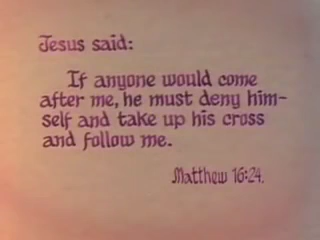 Jesus said:
If anyone would come
after me, he must deny him-
self and take up his cross
and follow me.
Matthew 16:24.